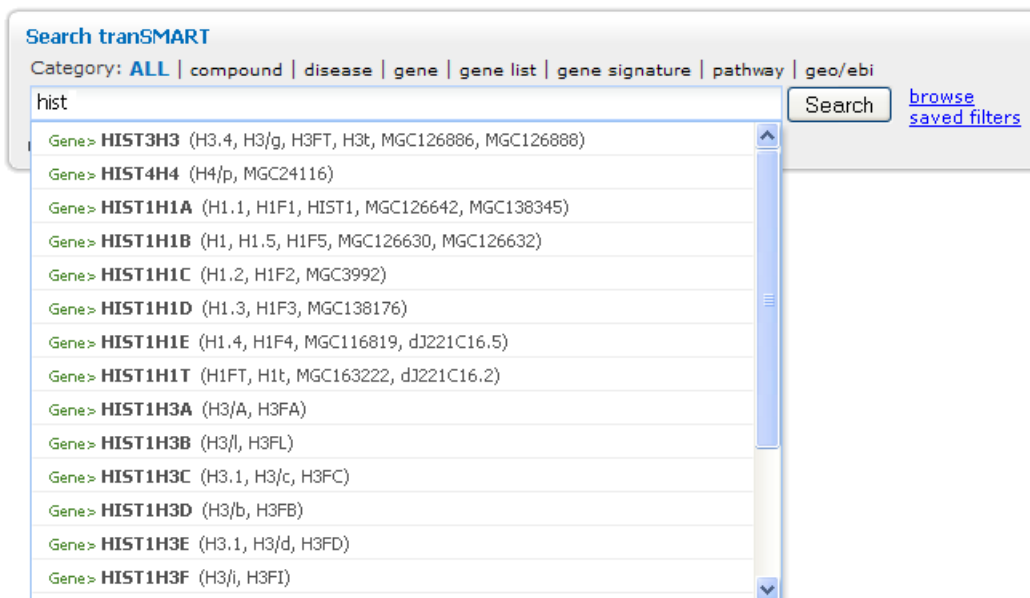 Search tranSMART
Category: ALL | compound | disease | gene | gene list | gene signature | pathway | geo/ebi
hist Search browse
saved filters
Gene> HIST3H3 (H3.4, H3/g, H3FT, H3t, MGC126886, MGC126888)
Gene> HIST4H4 (H4/p, MGC24116)
Gene> HIST1H1A (H1.1, H1F1, HIST1, MGC126642, MGC138345)
Gene> HIST1H1B (H1, H1.5, H1F5, MGC126630, MGC126632)
Gene> HIST1H1C (H1.2, H1F2, MGC3992)
Gene> HIST1H1D (H1.3, H1F3, MGC138176)
Gene> HIST1H1E (H1.4, H1F4, MGC116819, dJ221C16.5)
Gene> HIST1H1T (H1FT, H1t, MGC163222, dJ221C16.2)
Gene> HIST1H3A (H3/A, H3FA)
Gene> HIST1H3B (H3/l, H3FL)
Gene> HIST1H3C (H3.1, H3/c, H3FC)
Gene> HIST1H3D (H3/b, H3FB)
Gene> HIST1H3E (H3.1, H3/d, H3FD)
Gene> HIST1H3F (H3/i, H3FI)